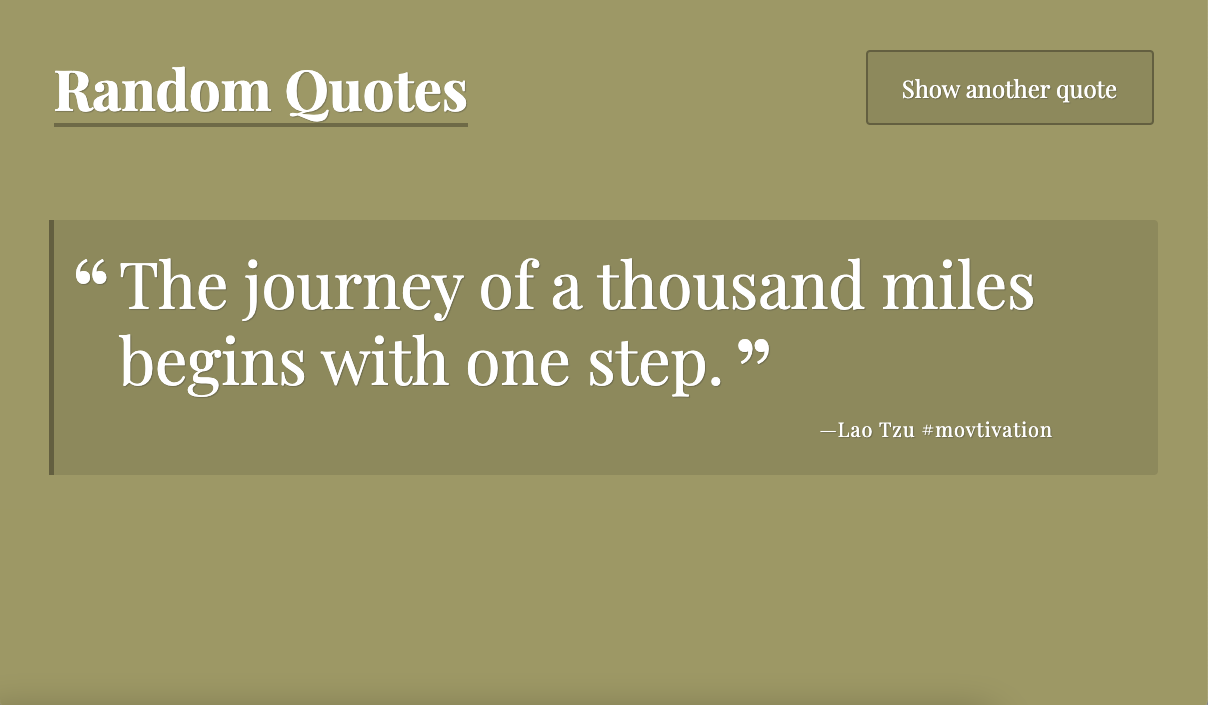 Random Quotes
Show another quote
“ The journey of a thousand miles
begins with one step. ”
—Lao Tzu #movtivation